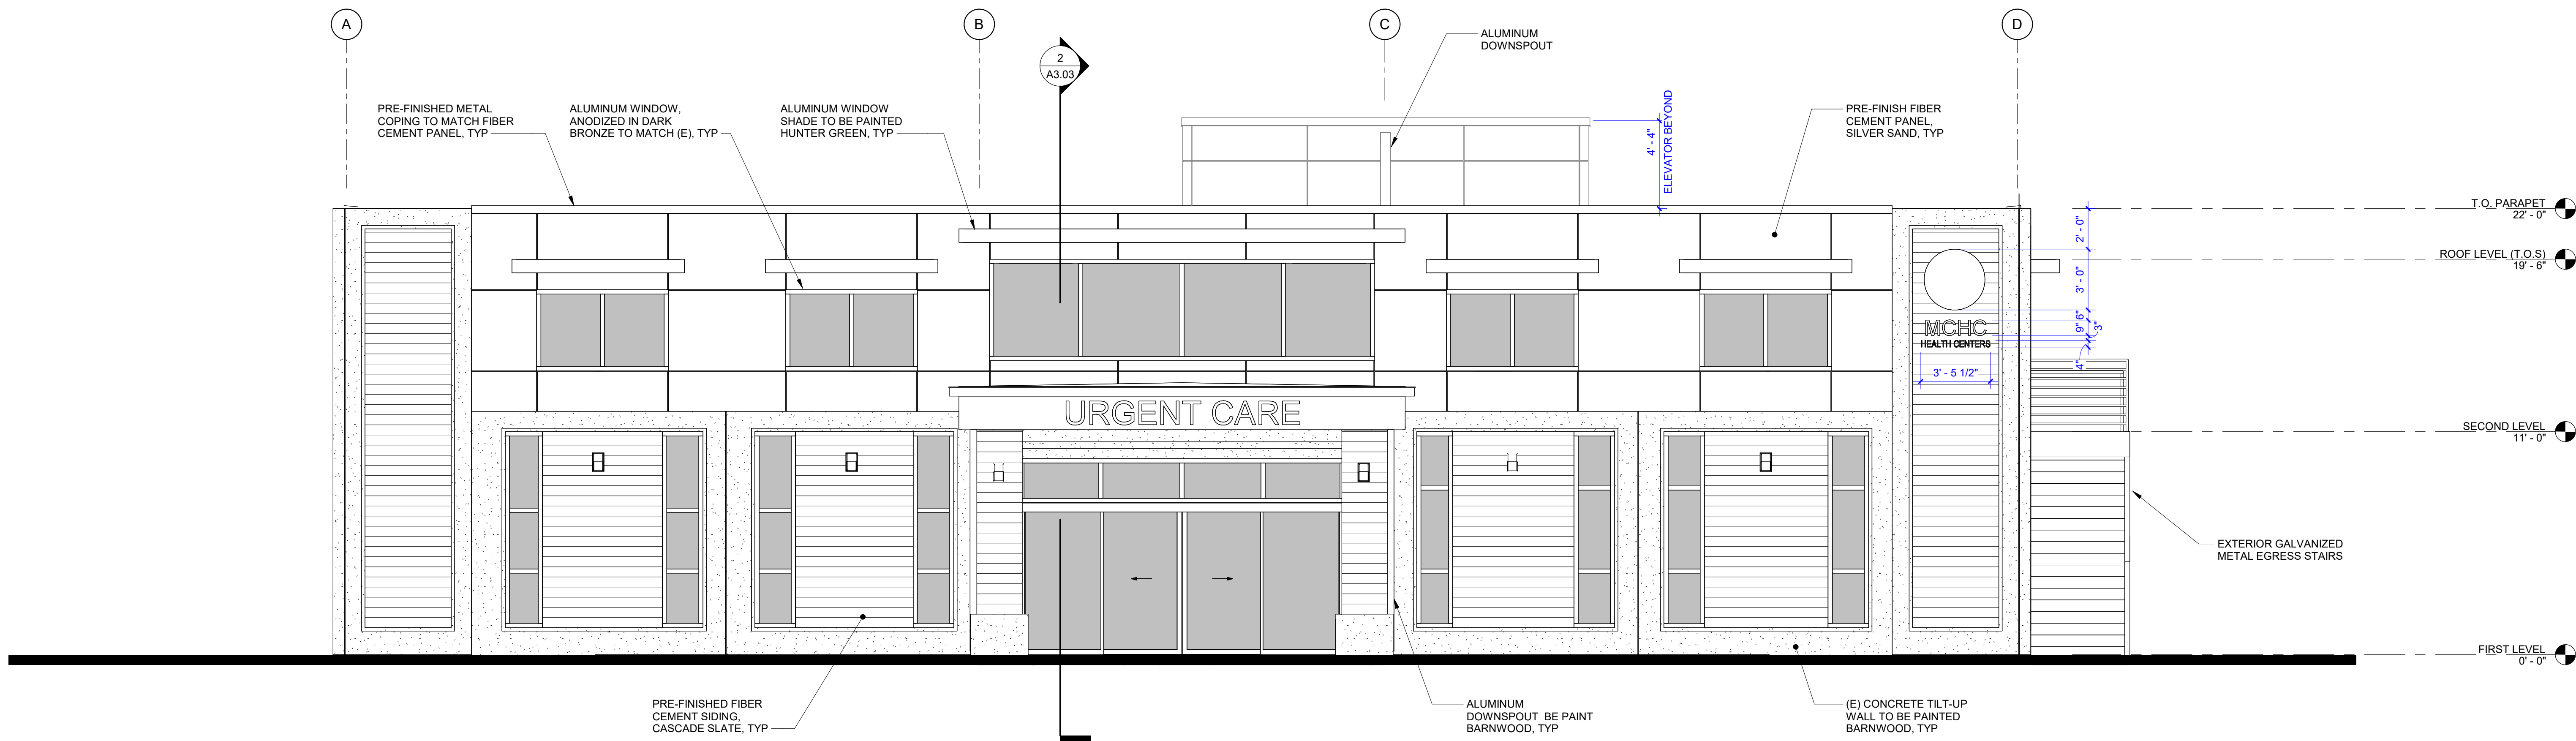 A
B
C
D
2
A3.03
ALUMINUM
DOWNSPOUT
PRE-FINISHED METAL
COPING TO MATCH FIBER
CEMENT PANEL, TYP
ALUMINUM WINDOW,
ANODIZED IN DARK
BRONZE TO MATCH (E), TYP
ALUMINUM WINDOW
SHADE TO BE PAINTED
HUNTER GREEN, TYP
4' - 4"
ELEVATOR BEYOND
PRE-FINISH FIBER
CEMENT PANEL,
SILVER SAND, TYP
T.O. PARAPET
22' - 0"
2' - 0"
ROOF LEVEL (T.O.S)
19' - 6"
3' - 0"
6"
9"
3"
4"
MCHC
HEALTH CENTERS
3' - 5 1/2"
URGENT CARE
SECOND LEVEL
11' - 0"
EXTERIOR GALVANIZED
METAL EGRESS STAIRS
FIRST LEVEL
0' - 0"
PRE-FINISHED FIBER
CEMENT SIDING,
CASCADE SLATE, TYP
ALUMINUM
DOWNSPOUT  BE PAINT
BARNWOOD, TYP
(E) CONCRETE TILT-UP
WALL TO BE PAINTED
BARNWOOD, TYP